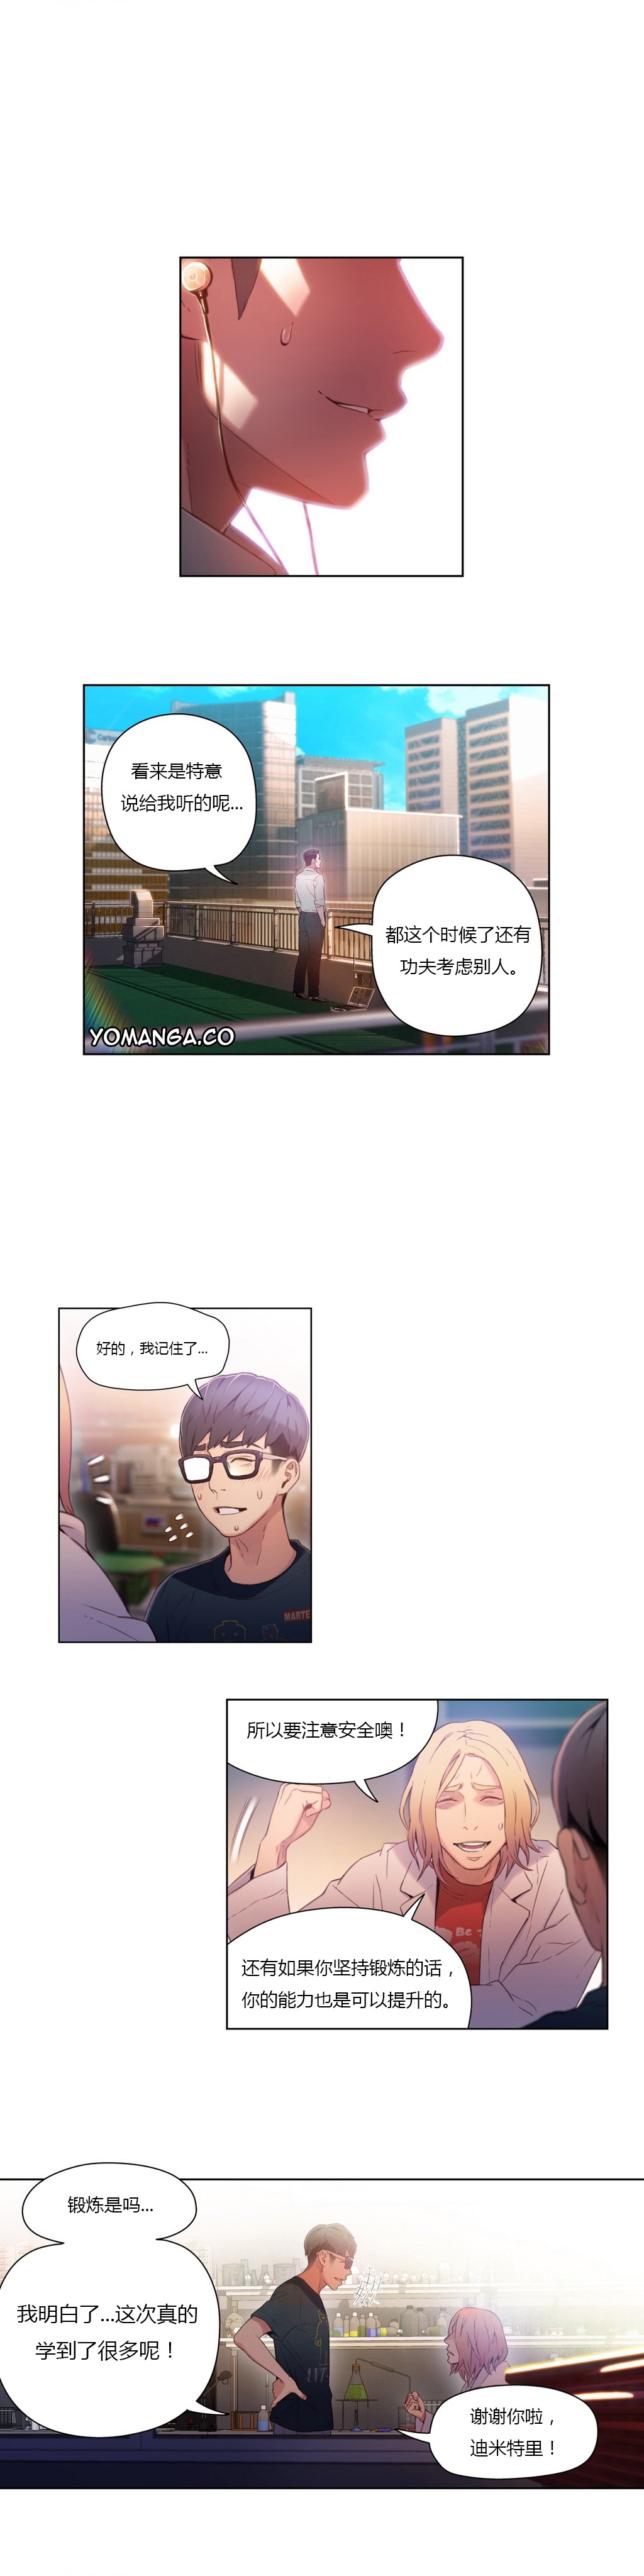 看来是特意
说给我听的呢...
都这个时候了还有
功夫考虑别人。
YOMANGA.CO
好的，我记住了...
MARTE
所以要注意安全噢！
Be
还有如果你坚持锻炼的话，
你的能力也是可以提升的。
锻炼是吗...
我明白了...这次真的
学到了很多呢！
谢谢你啦，
迪米特里！